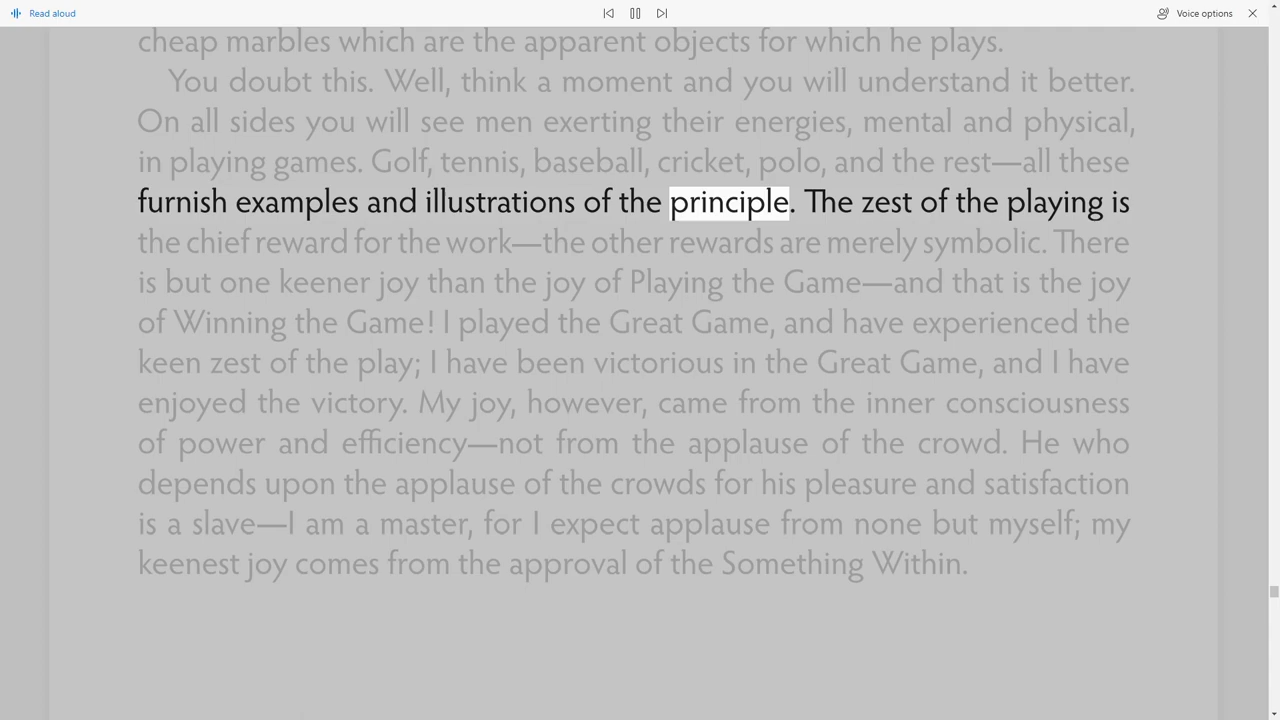 Read aloud
Voice options
cheap marbles which are the apparent objects for which he plays.
You doubt this. Well, think a moment and you will understand it better.
On all sides you will see men exerting their energies, mental and physical,
in playing games. Golf, tennis, baseball, cricket, polo, and the rest—all these
furnish examples and illustrations of the principle. The zest of the playing is
the chief reward for the work—the other rewards are merely symbolic. There
is but one keener joy than the joy of Playing the Game—and that is the joy
of Winning the Game! I played the Great Game, and have experienced the
keen zest of the play; I have been victorious in the Great Game, and I have
enjoyed the victory. My joy, however, came from the inner consciousness
of power and efficiency—not from the applause of the crowd. He who
depends upon the applause of the crowds for his pleasure and satisfaction
is a slave—I am a master, for I expect applause from none but myself; my
keenest joy comes from the approval of the Something Within.